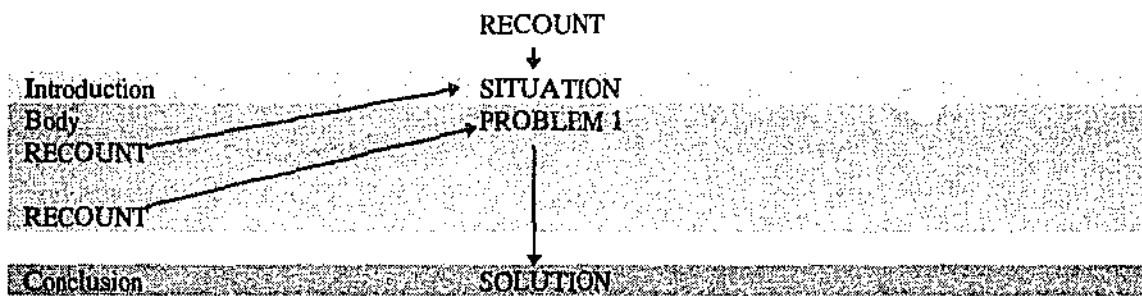 RECOUNT
Introduction SITUATION
Body PROBLEM 1
RECOUNT
RECOUNT
Conclusion SOLUTION